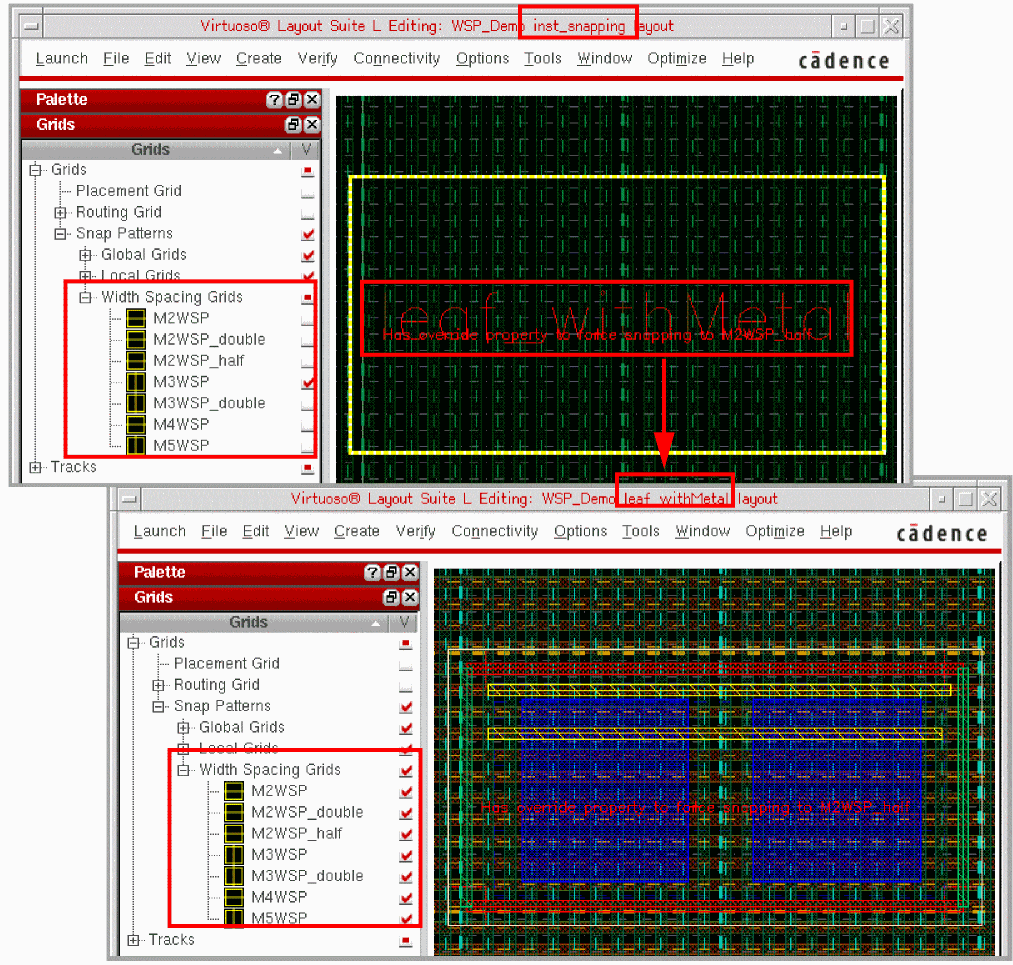 Virtuoso® Layout Suite L Editing: WSP_Demo inst_snapping layout
Launch File Edit View Create Verify Connectivity Options Tools Window Optimize Help cādence
Palette
Grids
Grids V
Grids
Placement Grid
Routing Grid
Snap Patterns
Global Grids
Local Grids
Width Spacing Grids
M2WSP
M2WSP_double
M2WSP_half
M3WSP
M3WSP_double
M4WSP
M5WSP
Tracks
leaf_withMetal
Has override property to force snapping to M2WSP_half
Virtuoso® Layout Suite L Editing: WSP_Demo leaf_withMetal layout
Launch File Edit View Create Verify Connectivity Options Tools Window Optimize Help cādence
Palette
Grids
Grids V
Grids
Placement Grid
Routing Grid
Snap Patterns
Global Grids
Local Grids
Width Spacing Grids
M2WSP
M2WSP_double
M2WSP_half
M3WSP
M3WSP_double
M4WSP
M5WSP
Tracks
Has override property to force snapping to M2WSP_half